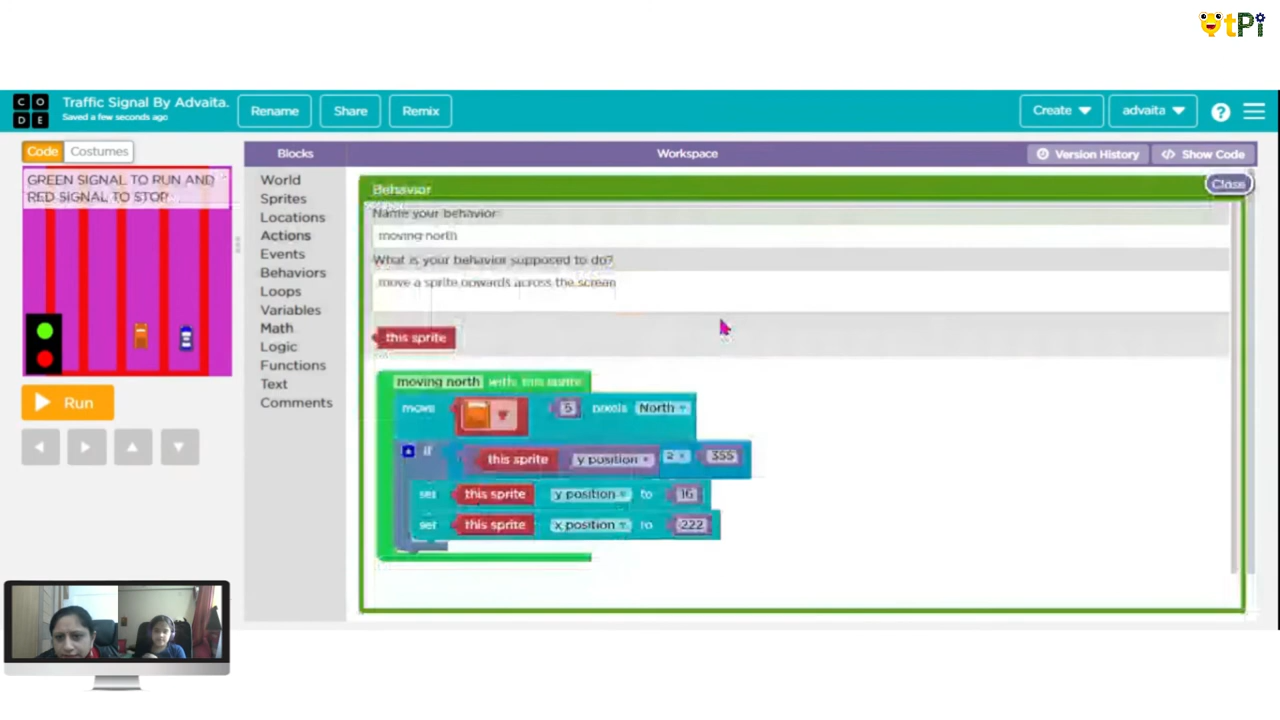 tPi
C O D E
Traffic Signal By Advaita.
Saved a few seconds ago
Rename
Share
Remix
Create
advaita
?
Code
Costumes
Blocks
Workspace
Version History
Show Code
GREEN SIGNAL TO RUN AND
RED SIGNAL TO STOP
World
Sprites
Locations
Actions
Events
Behaviors
Loops
Variables
Math
Logic
Functions
Text
Comments
Run
Behavior
Close
Name your behavior:
moving north
What is your behavior supposed to do?
move a sprite upwards across the screen
this sprite
moving north with this sprite
move 5 pixels North
if this sprite y position 355
set this sprite y position to 16
set this sprite x position to 222